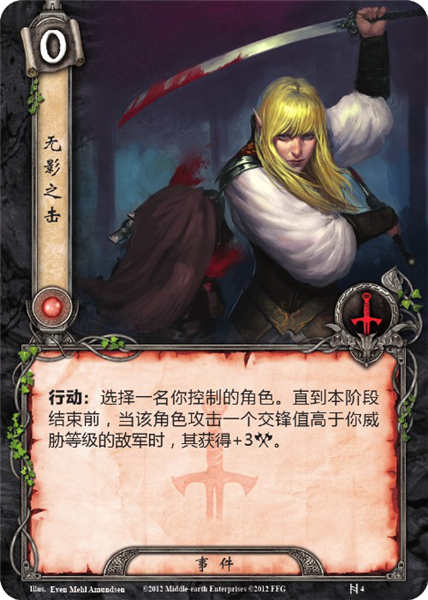 0
无影之击
行动：选择一名你控制的角色。直到本阶段
结束前，当该角色攻击一个交锋值高于你威
胁等级的敌军时，其获得+3。
事件
Illus. Even Mehl Amundsen ©2012 Middle-earth Enterprises ©2012 FFG 4